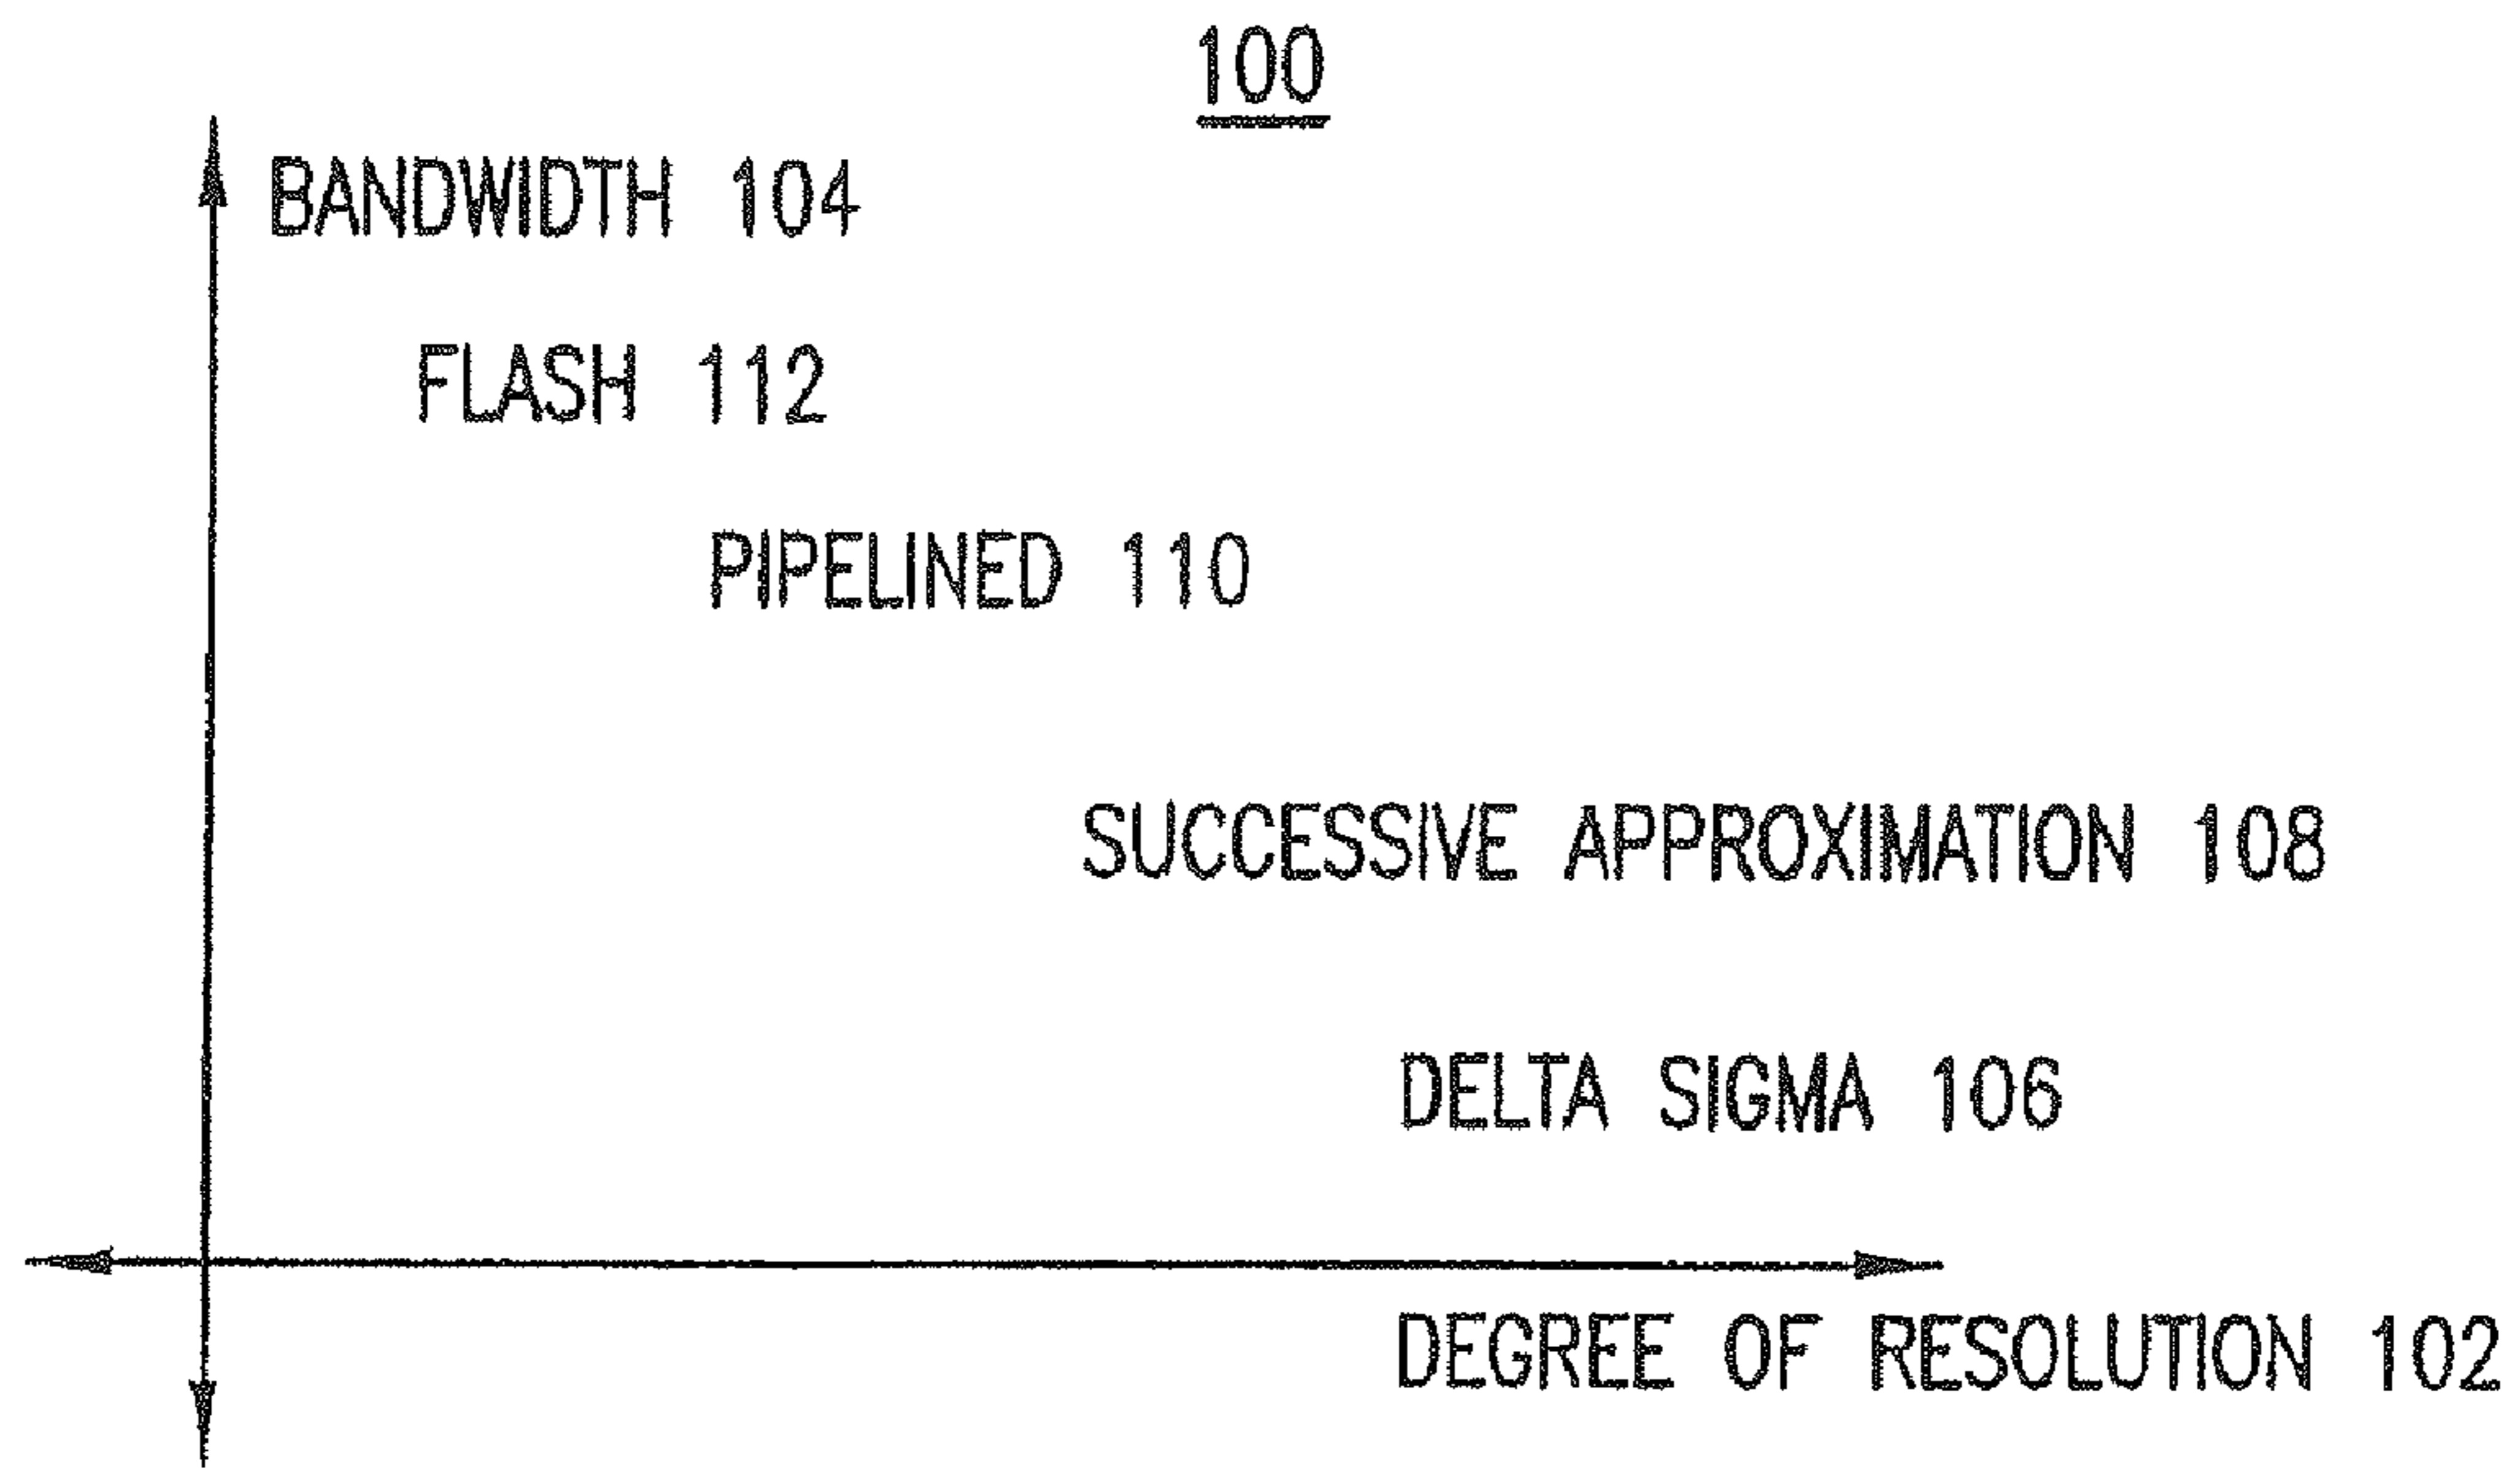 100
BANDWIDTH 104
FLASH 112
PIPELINED 110
SUCCESSIVE APPROXIMATION 108
DELTA SIGMA 106
DEGREE OF RESOLUTION 102